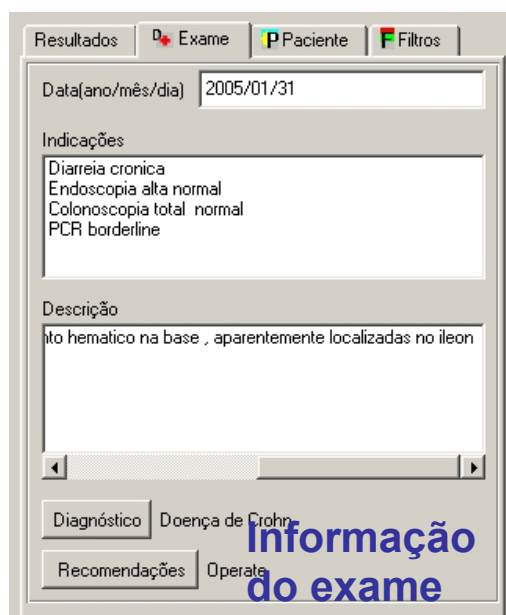 Resultados D Exame P Paciente F Filtros
Data(ano/mês/dia) 2005/01/31
Indicações
Diarreia cronica
Endoscopia alta normal
Colonoscopia total normal
PCR borderline
Descrição
nto hematico na base , aparentemente localizadas no ileon
Diagnóstico Doença de Crohn
Recomendações Operate
Informação
do exame